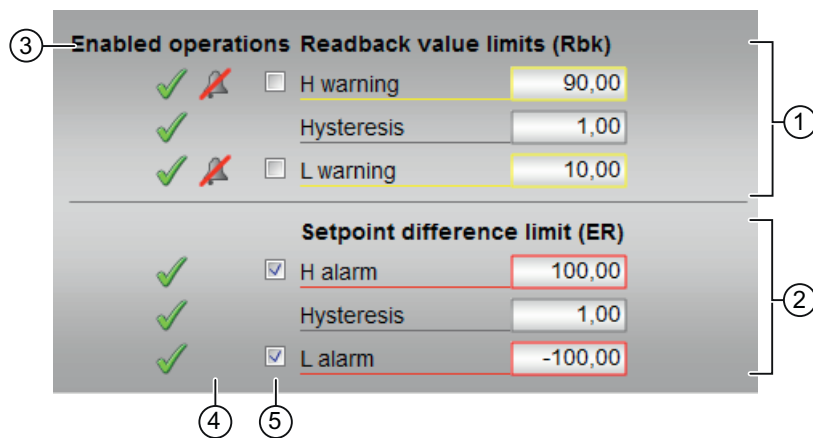 3 Enabled operations Readback value limits (Rbk)
H warning 90,00
1
Hysteresis 1,00
L warning 10,00
Setpoint difference limit (ER)
H alarm 100,00
2
Hysteresis 1,00
L alarm -100,00
4 5